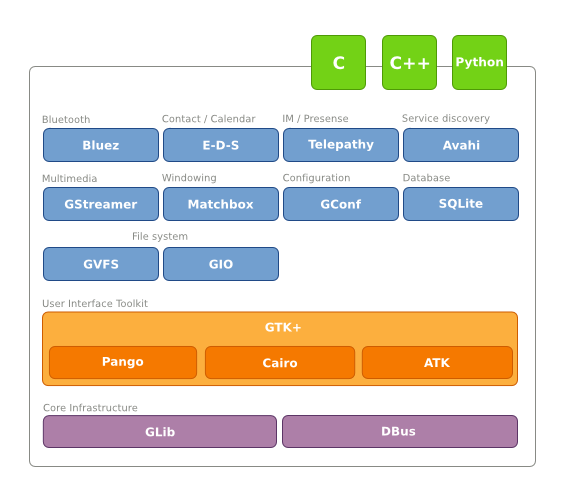 C C++ Python
Bluetooth Contact / Calendar IM / Presense Service discovery
Bluez E-D-S Telepathy Avahi
Multimedia Windowing Configuration Database
GStreamer Matchbox GConf SQLite
File system
GVFS GIO
User Interface Toolkit
GTK+
Pango Cairo ATK
Core Infrastructure
GLib DBus